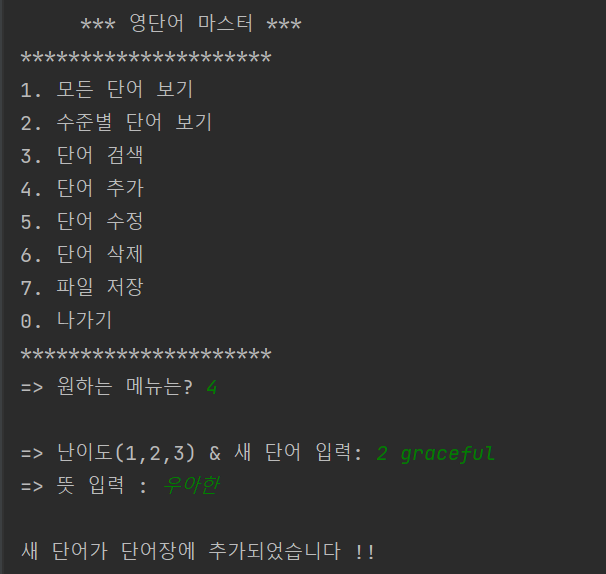 *** 영단어 마스터 ***
*********************
1. 모든 단어 보기
2. 수준별 단어 보기
3. 단어 검색
4. 단어 추가
5. 단어 수정
6. 단어 삭제
7. 파일 저장
0. 나가기
*********************
=> 원하는 메뉴는? 4
=> 난이도(1,2,3) & 새 단어 입력: 2 graceful
=> 뜻 입력 : 우아한
새 단어가 단어장에 추가되었습니다 !!